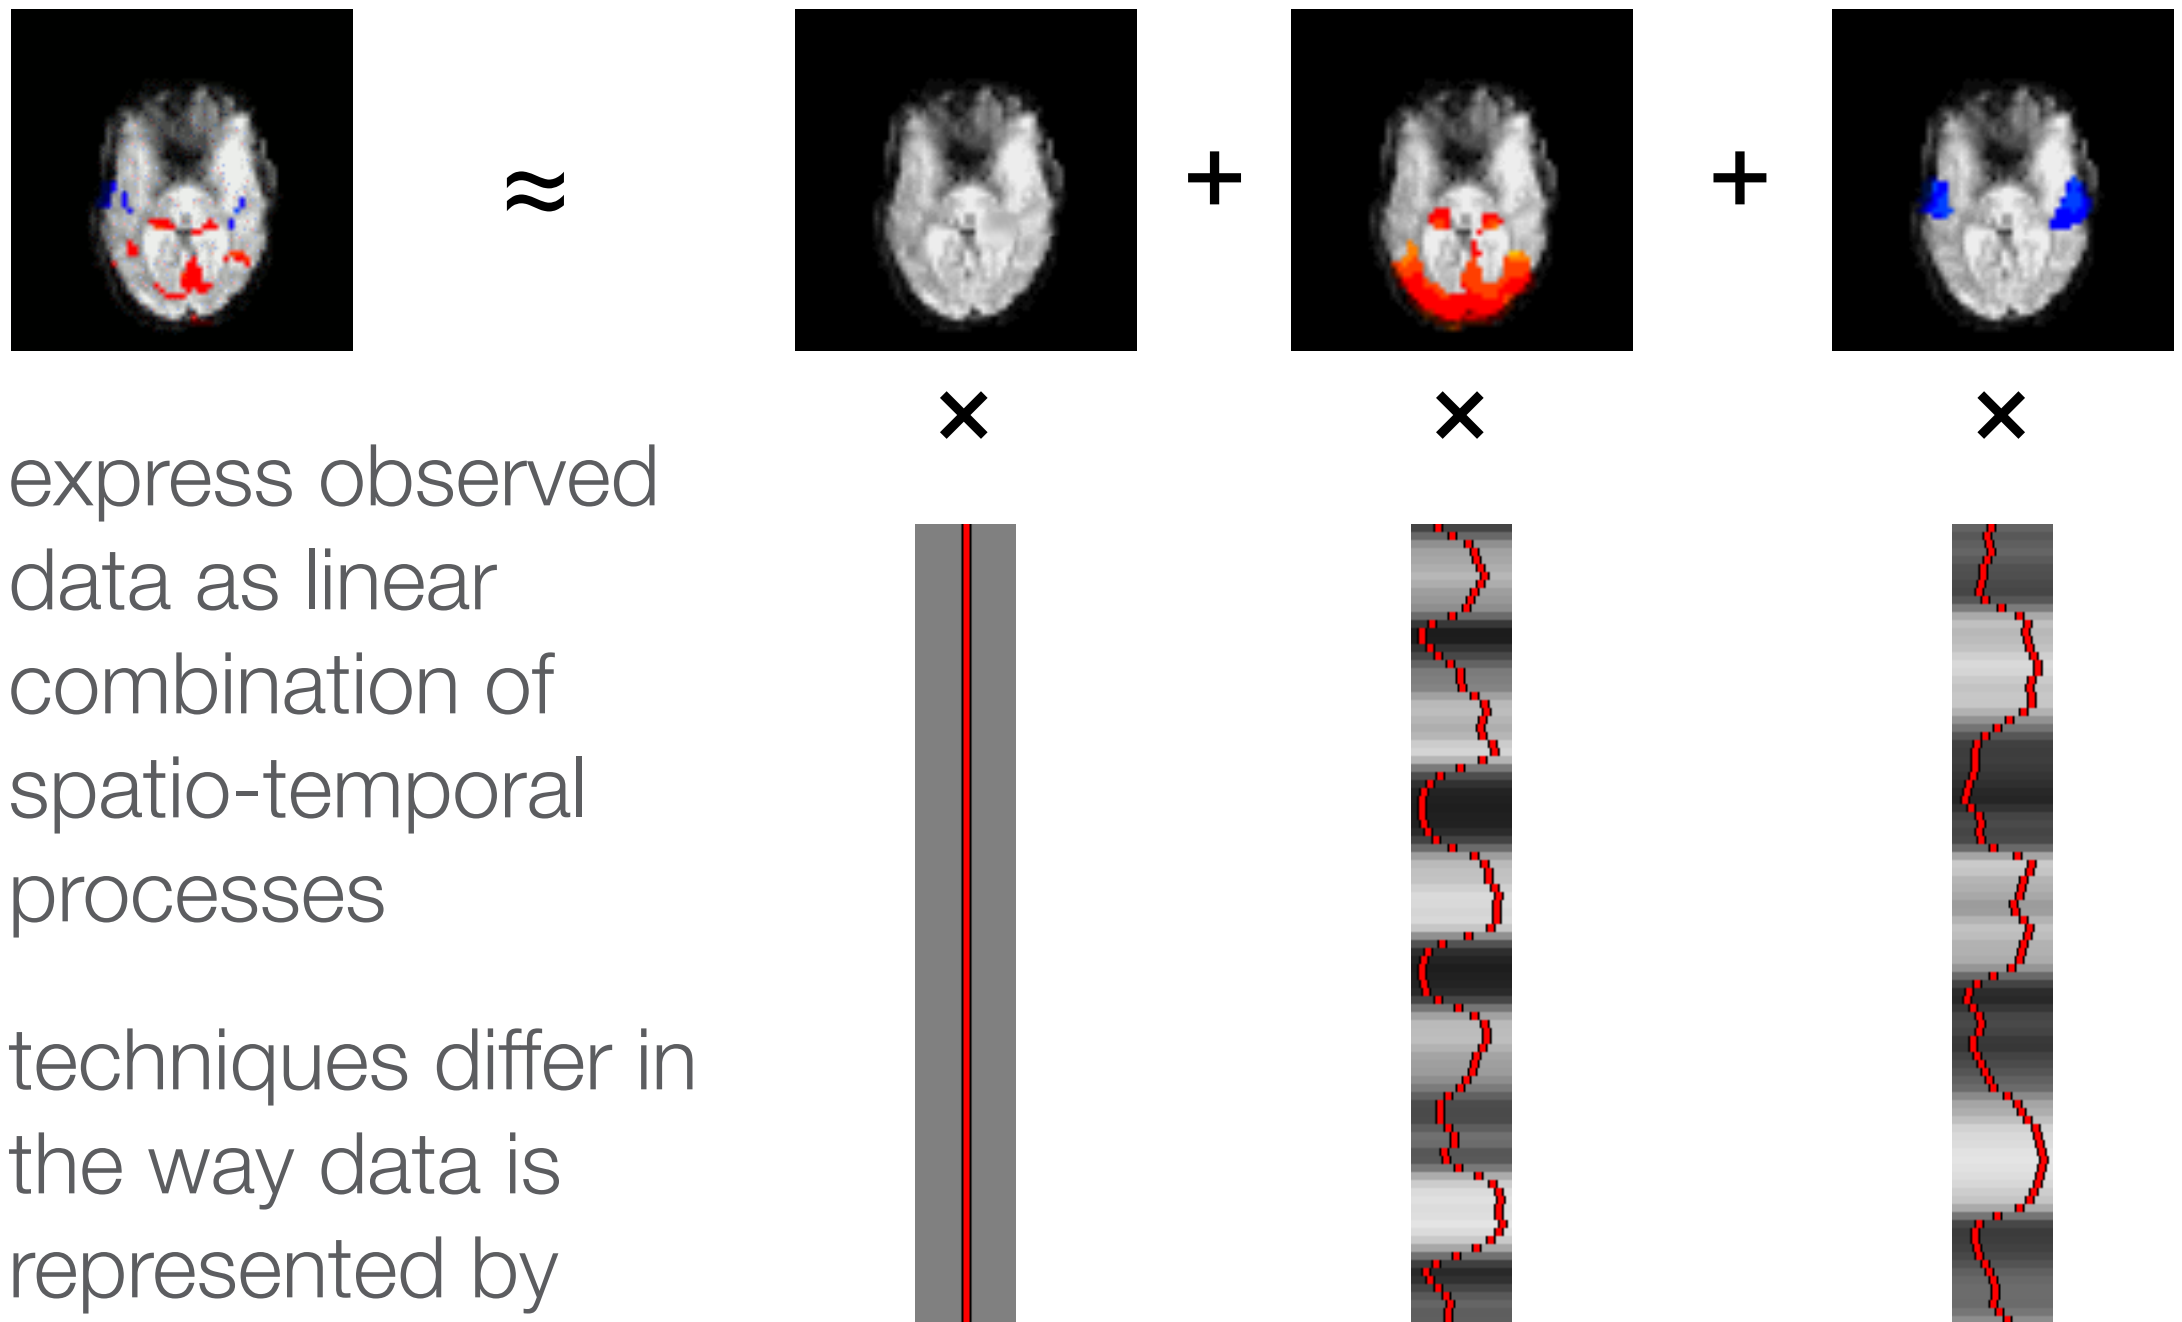 ≈ + +
× × ×
express observed
data as linear
combination of
spatio-temporal
processes
techniques differ in
the way data is
represented by